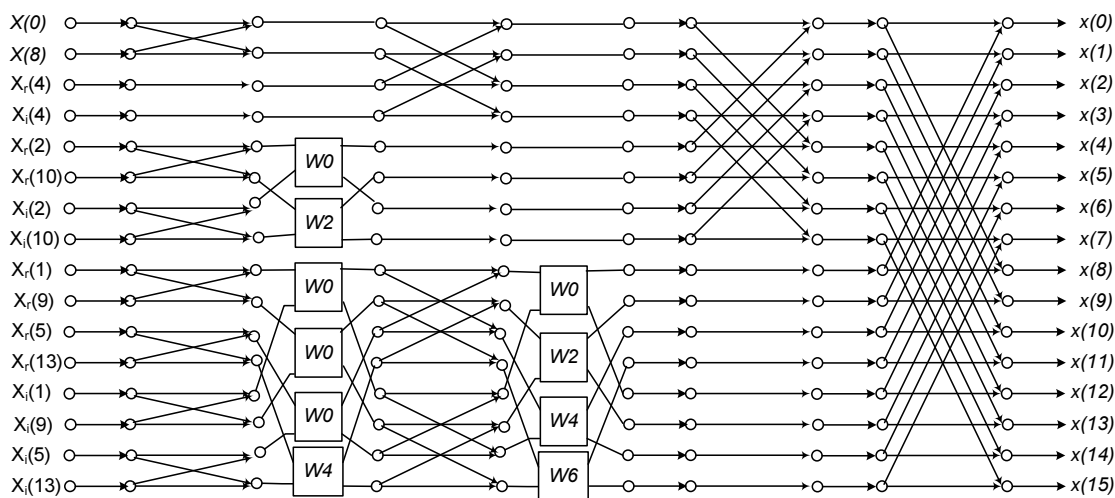 X(0) x(0)
X(8) x(1)
Xr(4) x(2)
Xi(4) x(3)
Xr(2) W0 x(4)
Xr(10) x(5)
Xi(2) W2 x(6)
Xi(10) x(7)
Xr(1) W0 W0 x(8)
Xr(9) x(9)
Xr(5) W0 W2 x(10)
Xr(13) x(11)
Xi(1) x(12)
Xi(9) W0 W4 x(13)
Xi(5) x(14)
Xi(13) W4 W6 x(15)